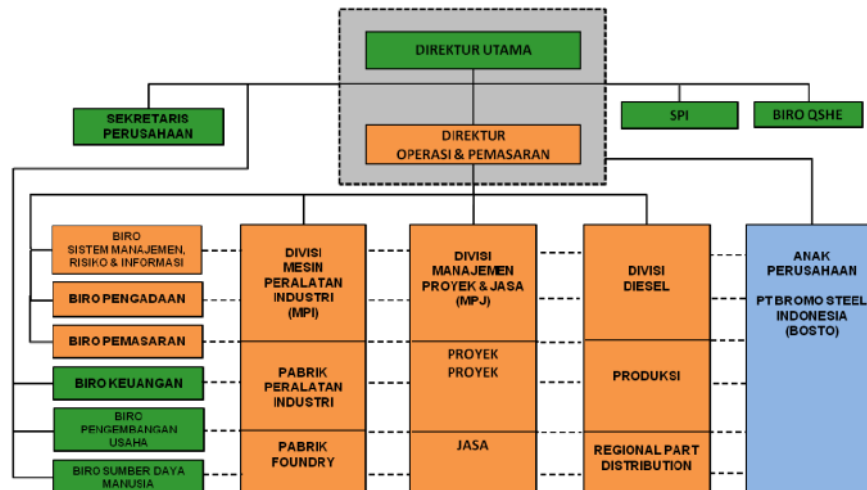 DIREKTUR UTAMA
SEKRETARIS
PERUSAHAAN
SPI
BIRO QSHE
DIREKTUR
OPERASI & PEMASARAN
BIRO
SISTEM MANAJEMEN,
RISIKO & INFORMASI
BIRO PENGADAAN
BIRO PEMASARAN
BIRO KEUANGAN
BIRO
PENGEMBANGAN
USAHA
BIRO SUMBER DAYA
MANUSIA
DIVISI
MESIN
PERALATAN
INDUSTRI
(MPI)
PABRIK
PERALATAN
INDUSTRI
PABRIK
FOUNDRY
DIVISI
MANAJEMEN
PROYEK & JASA
(MPJ)
PROYEK
PROYEK
JASA
DIVISI
DIESEL
PRODUKSI
REGIONAL PART
DISTRIBUTION
ANAK
PERUSAHAAN
PT BROMO STEEL
INDONESIA
(BOSTO)